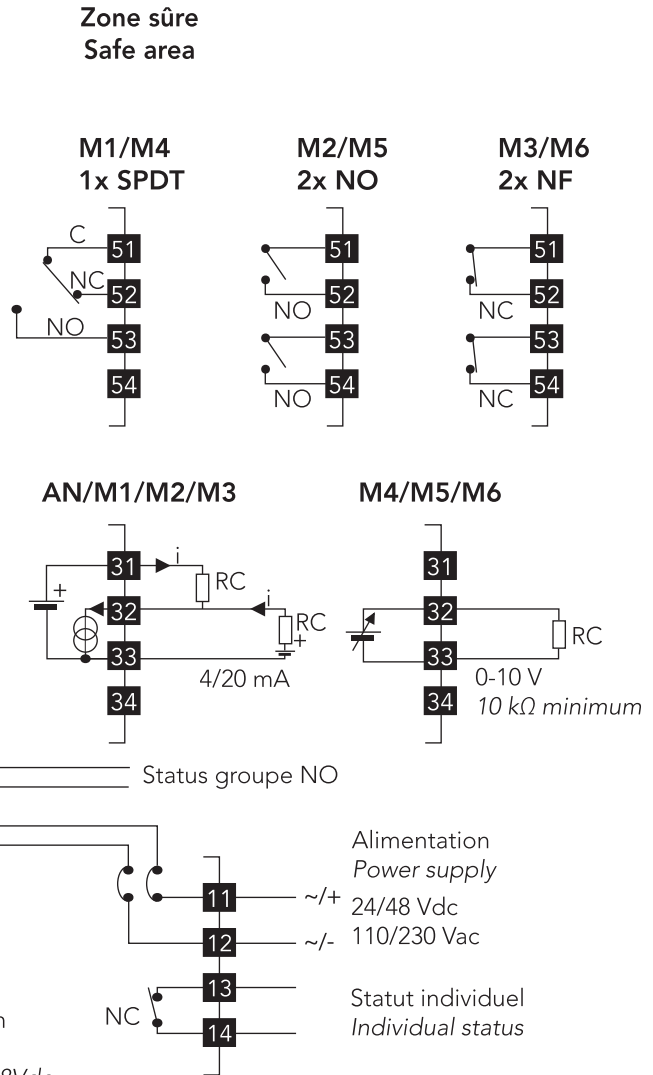 Zone sûre
Safe area
M1/M4
1x SPDT
M2/M5
2x NO
M3/M6
2x NF
C
51
NC
52
NO
53
54
51
52
NO
53
54
NO
51
52
NC
53
54
NC
AN/M1/M2/M3
M4/M5/M6
31
i
RC
+
32
i
RC
+
33
4/20 mA
34
31
32
RC
33
0-10 V
34
10 kΩ minimum
Status groupe NO
Alimentation
Power supply
11
~/+
24/48 Vdc
12
~/-
110/230 Vac
13
Statut individuel
NC
14
Individual status